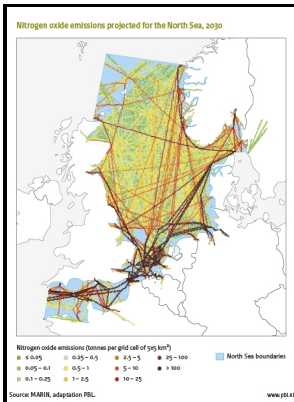 Nitrogen oxide emissions projected for the North Sea, 2030
Nitrogen oxide emissions (tonnes per grid cell of 5x5 km²)
≤ 0.05
0.25 – 0.5
2.5 – 5
25 – 100
North Sea boundaries
0.05 – 0.1
0.5 – 1
5 – 10
> 100
0.1 – 0.25
1 – 2.5
10 – 25
Source: MARIN, adaptation PBL.
www.pbl.nl